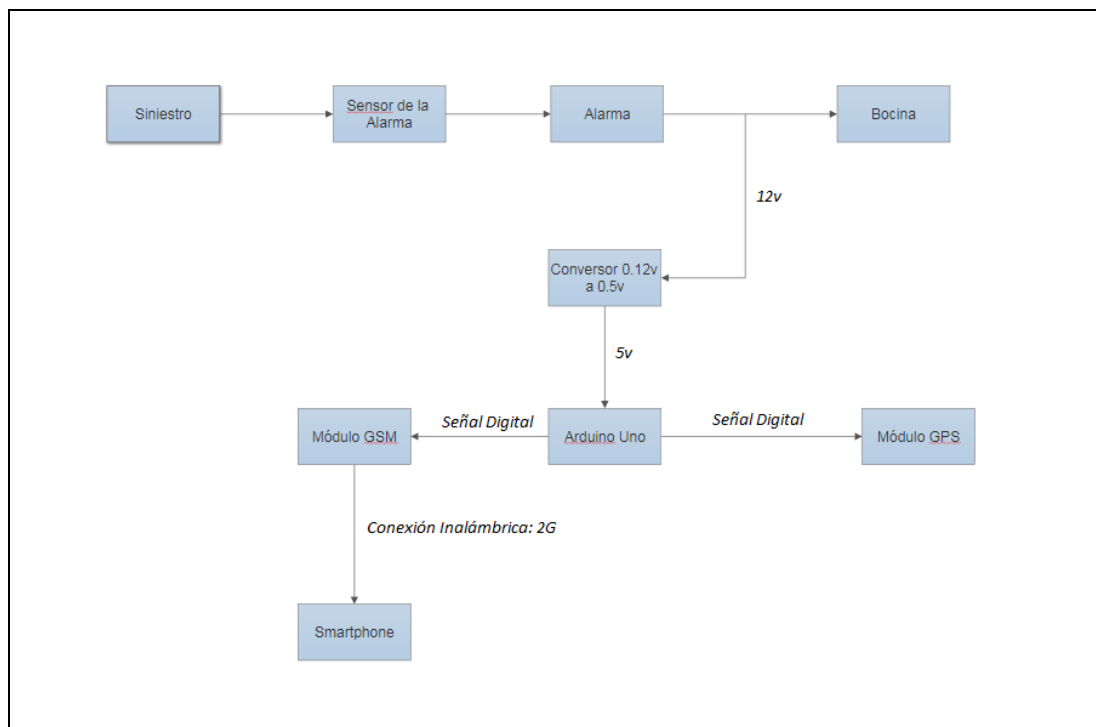 Siniestro
Sensor de la
Alarma
Alarma
Bocina
12v
Conversor 0.12v
a 0.5v
5v
Módulo GSM
Señal Digital
Arduino Uno
Señal Digital
Módulo GPS
Conexión Inalámbrica: 2G
Smartphone